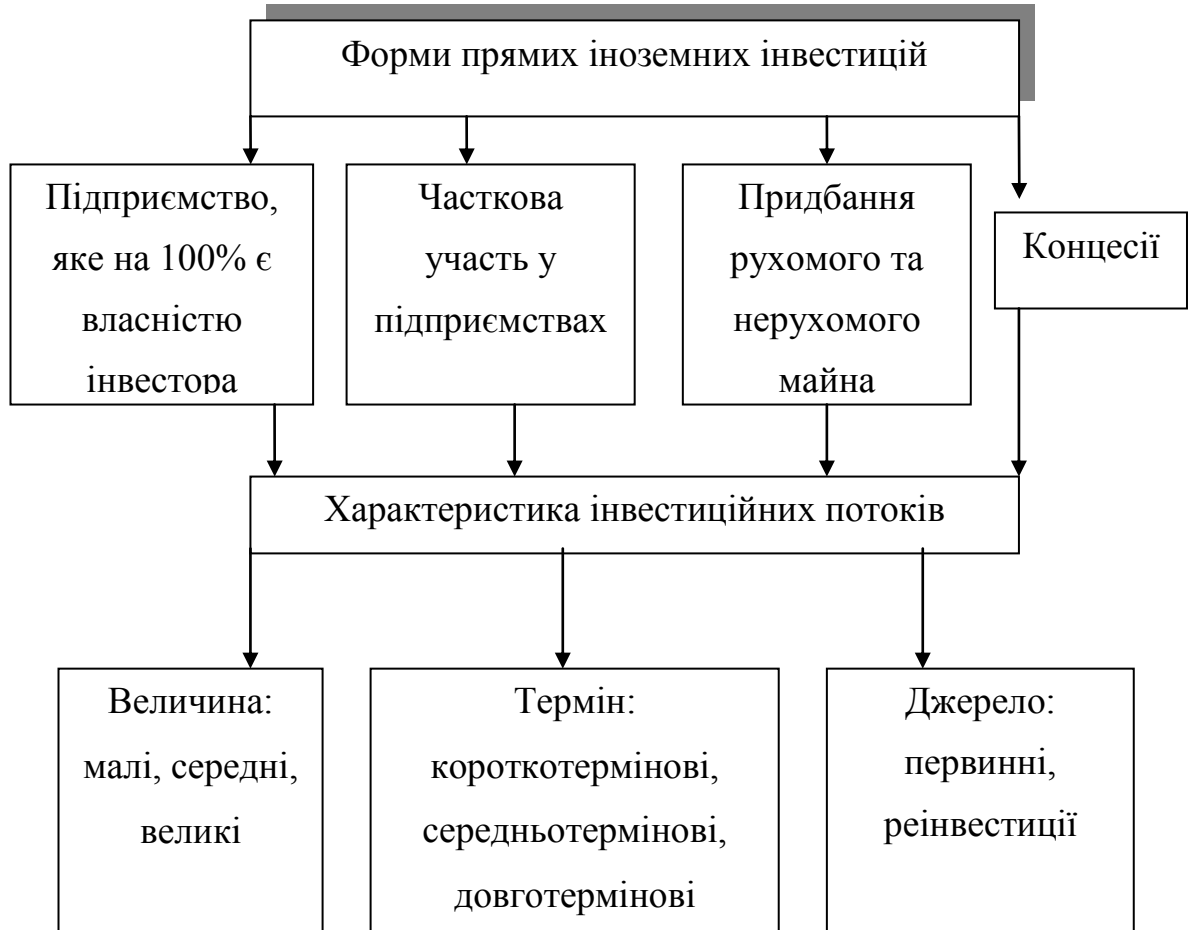 Форми прямих іноземних інвестицій
Підприємство,
яке на 100% є
власністю
інвестора
Часткова
участь у
підприємствах
Придбання
рухомого та
нерухомого
майна
Концесії
Характеристика інвестиційних потоків
Величина:
малі, середні,
великі
Термін:
короткотермінові,
середньотермінові,
довготермінові
Джерело:
первинні,
реінвестиції